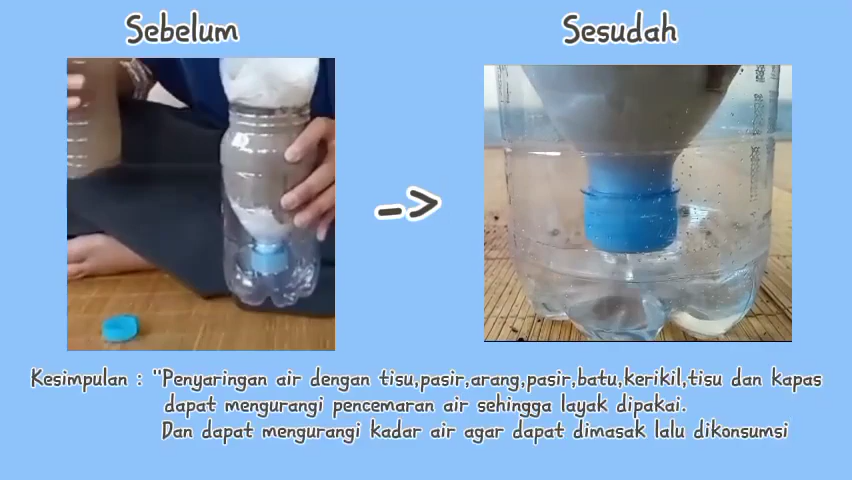 Sebelum
Sesudah
->
Kesimpulan : "Penyaringan air dengan tisu,pasir,arang,pasir,batu,kerikil,tisu dan kapas
dapat mengurangi pencemaran air sehingga layak dipakai.
Dan dapat mengurangi kadar air agar dapat dimasak lalu dikonsumsi